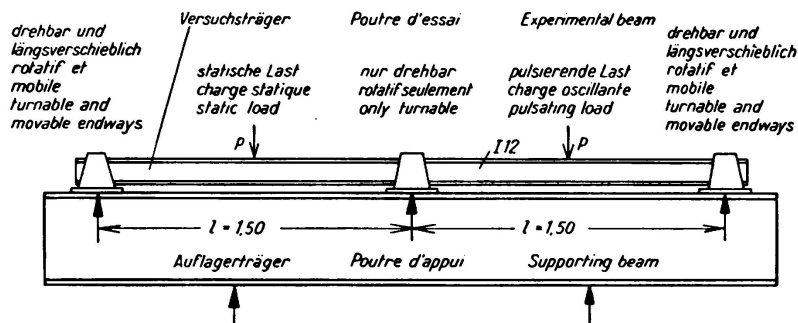 Versuchsträger
Poutre d'essai
Experimental beam
drehbar und
längsverschieblich
rotatif et
mobile
turnable and
movable endways
statische Last
charge statique
static load
nur drehbar
rotatif seulement
only turnable
pulsierende Last
charge oscillante
pulsating load
drehbar und
längsverschieblich
rotatif et
mobile
turnable and
movable endways
P
I 12
P
l = 1,50
l = 1,50
Auflagerträger
Poutre d'appui
Supporting beam